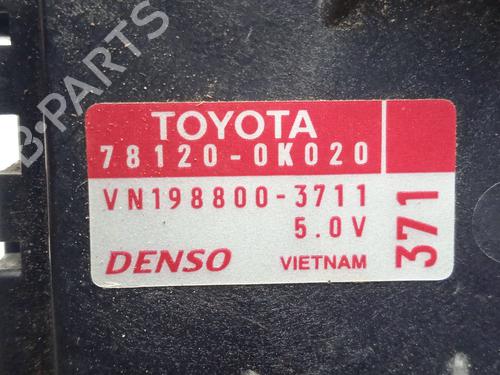 B-PARTS
TOYOTA
78120-0K020
VN198800-3711
5.0V
DENSO VIETNAM
371